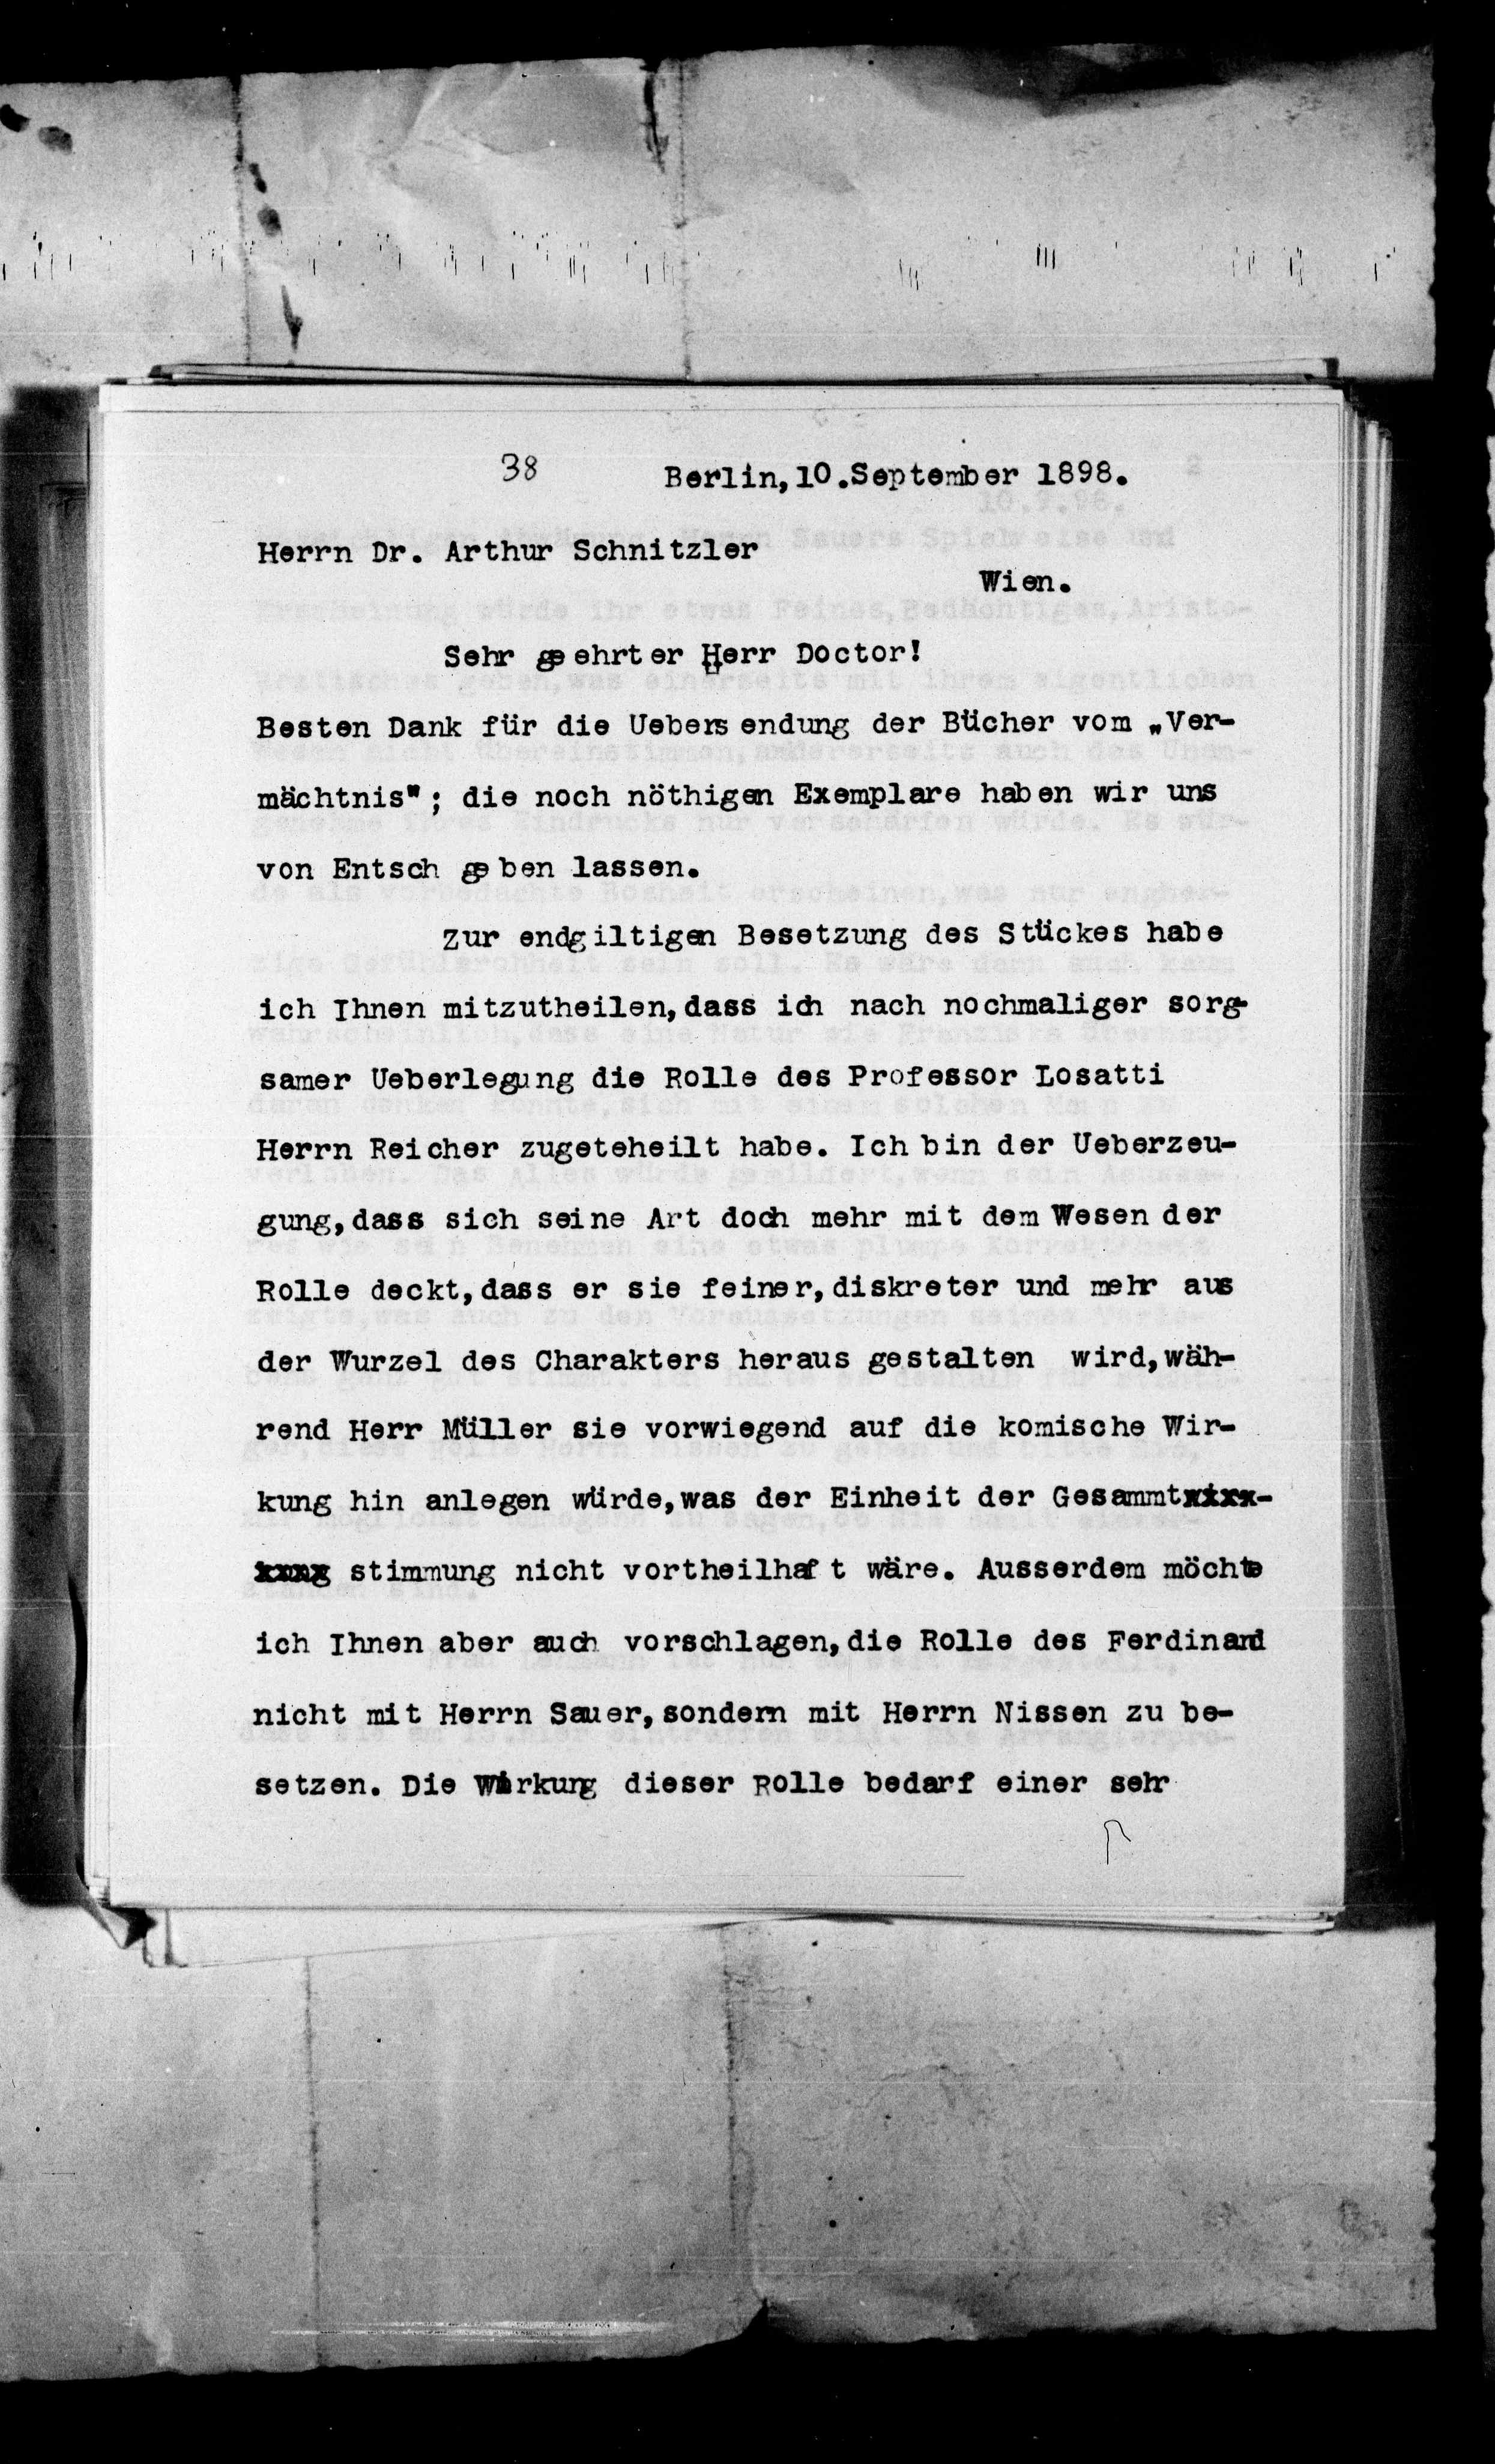 38 Berlin, 10. September 1898.
Herrn Dr. Arthur Schnitzler
Wien.
Sehr geehrter Herr Doctor!
Besten Dank für die Uebersendung der Bücher vom „Ver-
mächtnis"; die noch nöthigen Exemplare haben wir uns
von Entsch geben lassen.
Zur endgiltigen Besetzung des Stückes habe
ich Ihnen mitzutheilen, dass ich nach nochmaliger sorg-
samer Ueberlegung die Rolle des Professor Losatti
Herrn Reicher zugeteheilt habe. Ich bin der Ueberzeu-
gung, dass sich seine Art doch mehr mit dem Wesen der
Rolle deckt, dass er sie feiner, diskreter und mehr aus
der Wurzel des Charakters heraus gestalten wird, wäh-
rend Herr Müller sie vorwiegend auf die komische Wir-
kung hin anlegen würde, was der Einheit der Gesammtxxxx-
xxxx stimmung nicht vortheilhaft wäre. Ausserdem möchte
ich Ihnen aber auch vorschlagen, die Rolle des Ferdinand
nicht mit Herrn Sauer, sondern mit Herrn Nissen zu be-
setzen. Die Wirkung dieser Rolle bedarf einer sehr